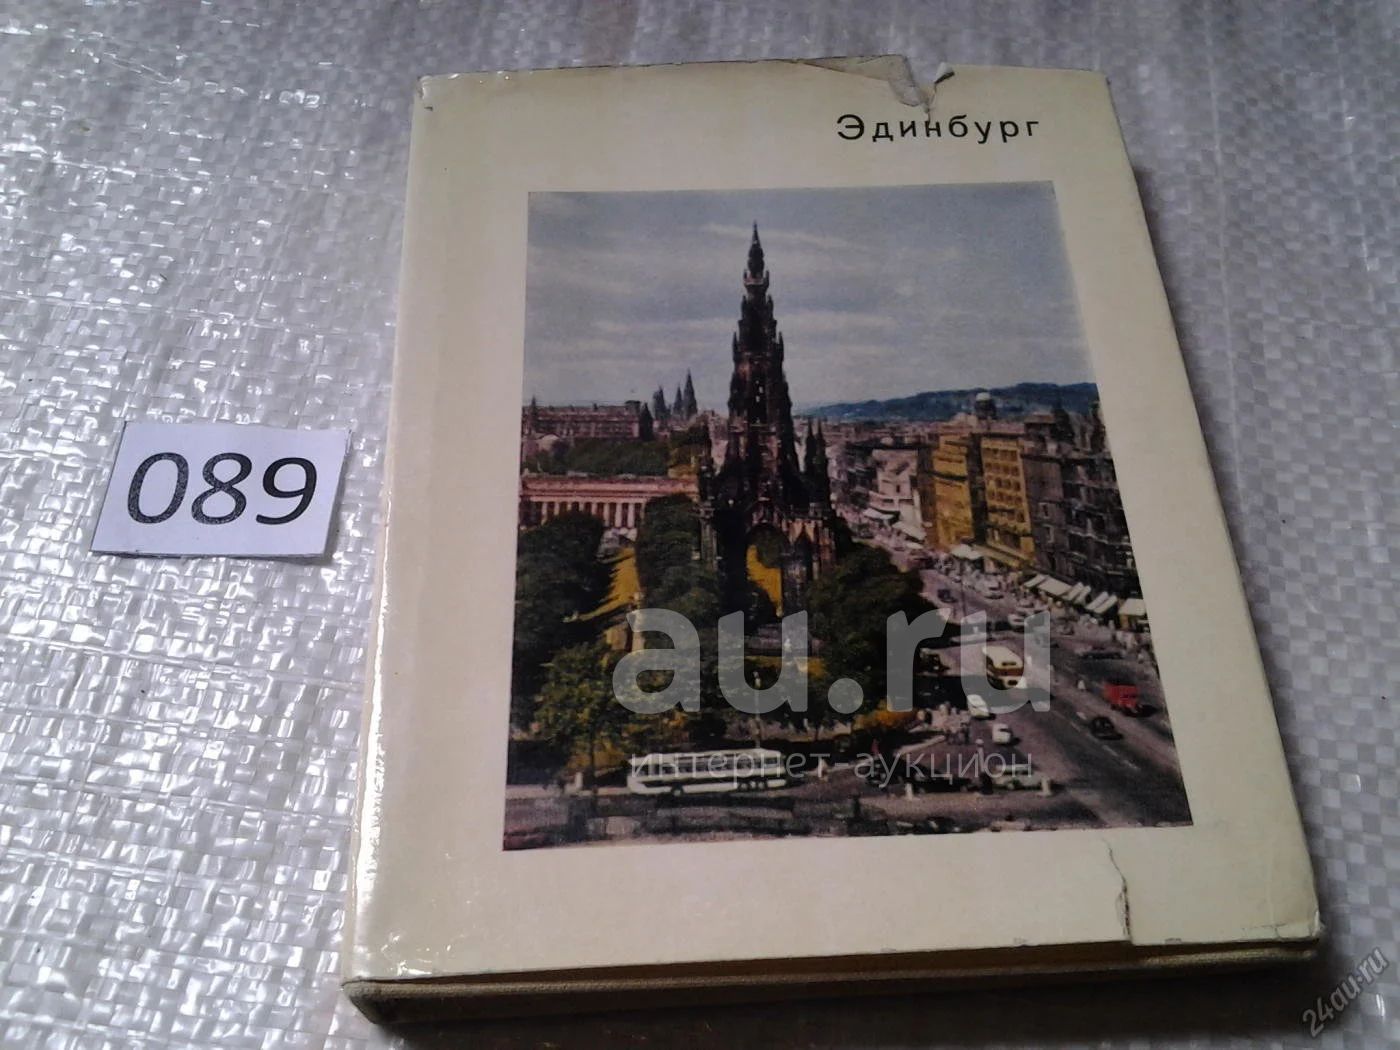 Эдинбург
089
au.ru
интернет-аукцион
24au.ru